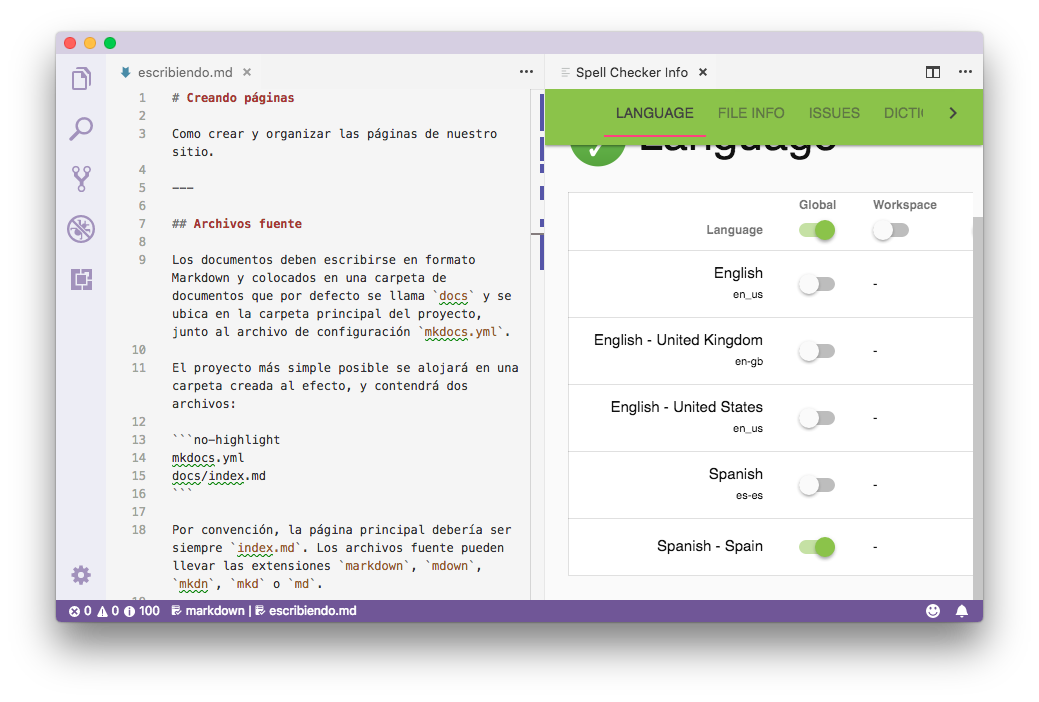 escribiendo.md
Spell Checker Info
1 # Creando páginas
2
3 Como crear y organizar las páginas de nuestro
sitio.
4
5 ---
6
7 ## Archivos fuente
8
9 Los documentos deben escribirse en formato
Markdown y colocados en una carpeta de
documentos que por defecto se llama `docs` y se
ubica en la carpeta principal del proyecto,
junto al archivo de configuración `mkdocs.yml`.
10
11 El proyecto más simple posible se alojará en una
carpeta creada al efecto, y contendrá dos
archivos:
12
13 ```no-highlight
14 mkdocs.yml
15 docs/index.md
16 ```
17
18 Por convención, la página principal debería ser
siempre `index.md`. Los archivos fuente pueden
llevar las extensiones `markdown`, `mdown`,
`mkdn`, `mkd` o `md`.
LANGUAGE FILE INFO ISSUES DICTI
Language
Global Workspace
Language
English
en_us -
English - United Kingdom
en-gb -
English - United States
en_us -
Spanish
es-es -
Spanish - Spain -
0 0 100 markdown | escribiendo.md